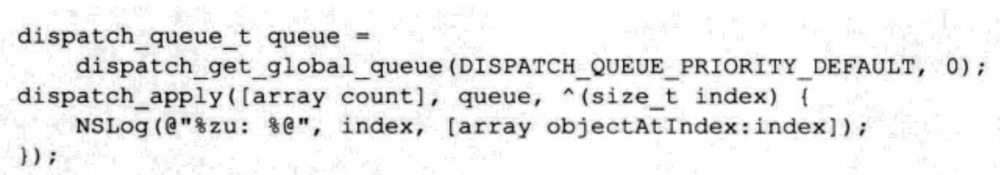 dispatch_queue_t queue =
    dispatch_get_global_queue(DISPATCH_QUEUE_PRIORITY_DEFAULT, 0);
dispatch_apply([array count], queue, ^(size_t index) {
    NSLog(@"%zu: %@", index, [array objectAtIndex:index]);
});